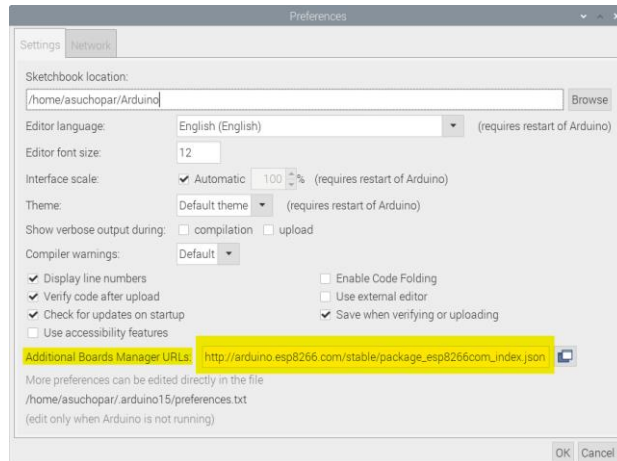 Preferences
Settings Network
Sketchbook location:
/home/asuchopar/Arduino Browse
Editor language: English (English) (requires restart of Arduino)
Editor font size: 12
Interface scale: Automatic 100 % (requires restart of Arduino)
Theme: Default theme (requires restart of Arduino)
Show verbose output during: compilation upload
Compiler warnings: Default
Display line numbers Enable Code Folding
Verify code after upload Use external editor
Check for updates on startup Save when verifying or uploading
Use accessibility features
Additional Boards Manager URLs: http://arduino.esp8266.com/stable/package_esp8266com_index.json
More preferences can be edited directly in the file
/home/asuchopar/.arduino15/preferences.txt
(edit only when Arduino is not running)
OK Cancel